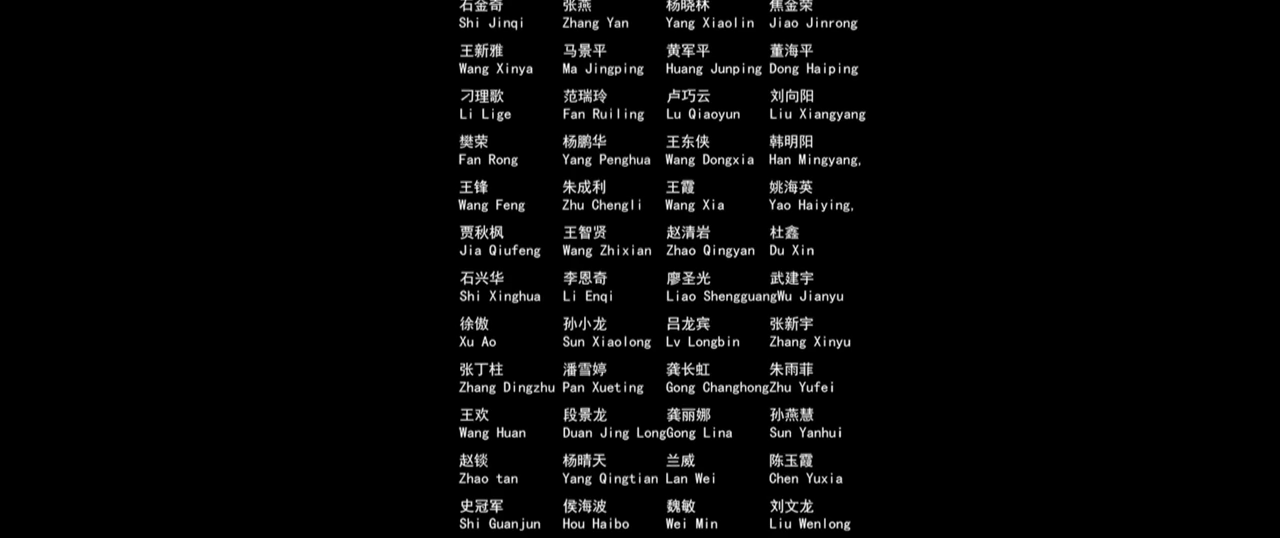 石金奇 张燕 杨晓林 焦金荣
Shi Jinqi Zhang Yan Yang Xiaolin Jiao Jinrong
王新雅 马景平 黄军平 董海平
Wang Xinya Ma Jingping Huang Junping Dong Haiping
刁理歌 范瑞玲 卢巧云 刘向阳
Li Lige Fan Ruiling Lu Qiaoyun Liu Xiangyang
樊荣 杨鹏华 王东侠 韩明阳
Fan Rong Yang Penghua Wang Dongxia Han Mingyang,
王锋 朱成利 王霞 姚海英
Wang Feng Zhu Chengli Wang Xia Yao Haiying,
贾秋枫 王智贤 赵清岩 杜鑫
Jia Qiufeng Wang Zhixian Zhao Qingyan Du Xin
石兴华 李恩奇 廖圣光 武建宇
Shi Xinghua Li Enqi Liao ShengguangWu Jianyu
徐傲 孙小龙 吕龙宾 张新宇
Xu Ao Sun Xiaolong Lv Longbin Zhang Xinyu
张丁柱 潘雪婷 龚长虹 朱雨菲
Zhang Dingzhu Pan Xueting Gong ChanghongZhu Yufei
王欢 段景龙 龚丽娜 孙燕慧
Wang Huan Duan Jing LongGong Lina Sun Yanhui
赵锬 杨晴天 兰威 陈玉霞
Zhao tan Yang Qingtian Lan Wei Chen Yuxia
史冠军 侯海波 魏敏 刘文龙
Shi Guanjun Hou Haibo Wei Min Liu Wenlong